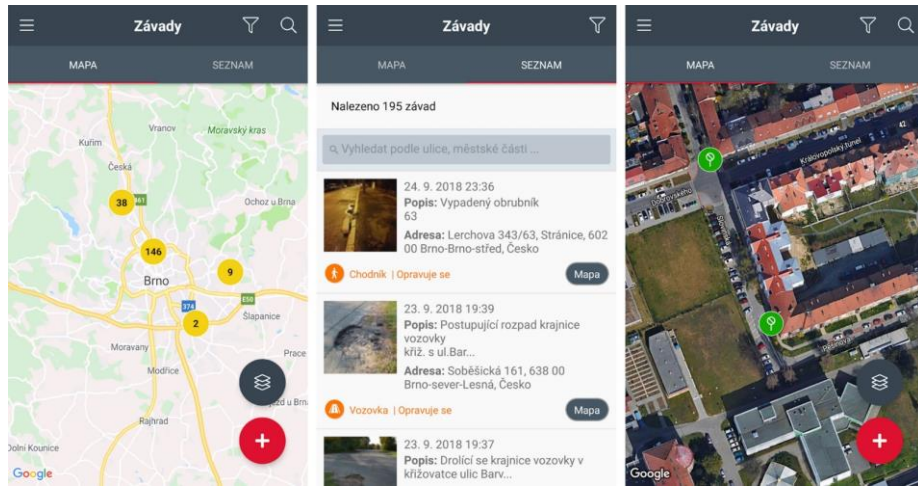 Závady
MAPA
SEZNAM
Vranov
Moravský kras
Kuřim
Česká
38
Ochoz u Brna
146
9
Brno
E50
374
Šlapanice
2
Moravany
Prace
Modřice
Rajhrad
Dolní Kounice
+
Google
Závady
MAPA
SEZNAM
Nalezeno 195 závad
Vyhledat podle ulice, městské části ...
24. 9. 2018 23:36
Popis: Vypadený obrubník
63
Adresa: Lerchova 343/63, Stránice, 602
00 Brno-Brno-střed, Česko
Chodník | Opravuje se
Mapa
23. 9. 2018 19:39
Popis: Postupující rozpad krajnice
vozovky
křiž. s ul.Bar...
Adresa: Soběšická 161, 638 00
Brno-sever-Lesná, Česko
Vozovka | Opravuje se
Mapa
23. 9. 2018 19:37
Popis: Drolící se krajnice vozovky v
křižovatce ulic Barv...
Závady
MAPA
SEZNAM
42
Královopolský tunel
Dobrovského
+
Google